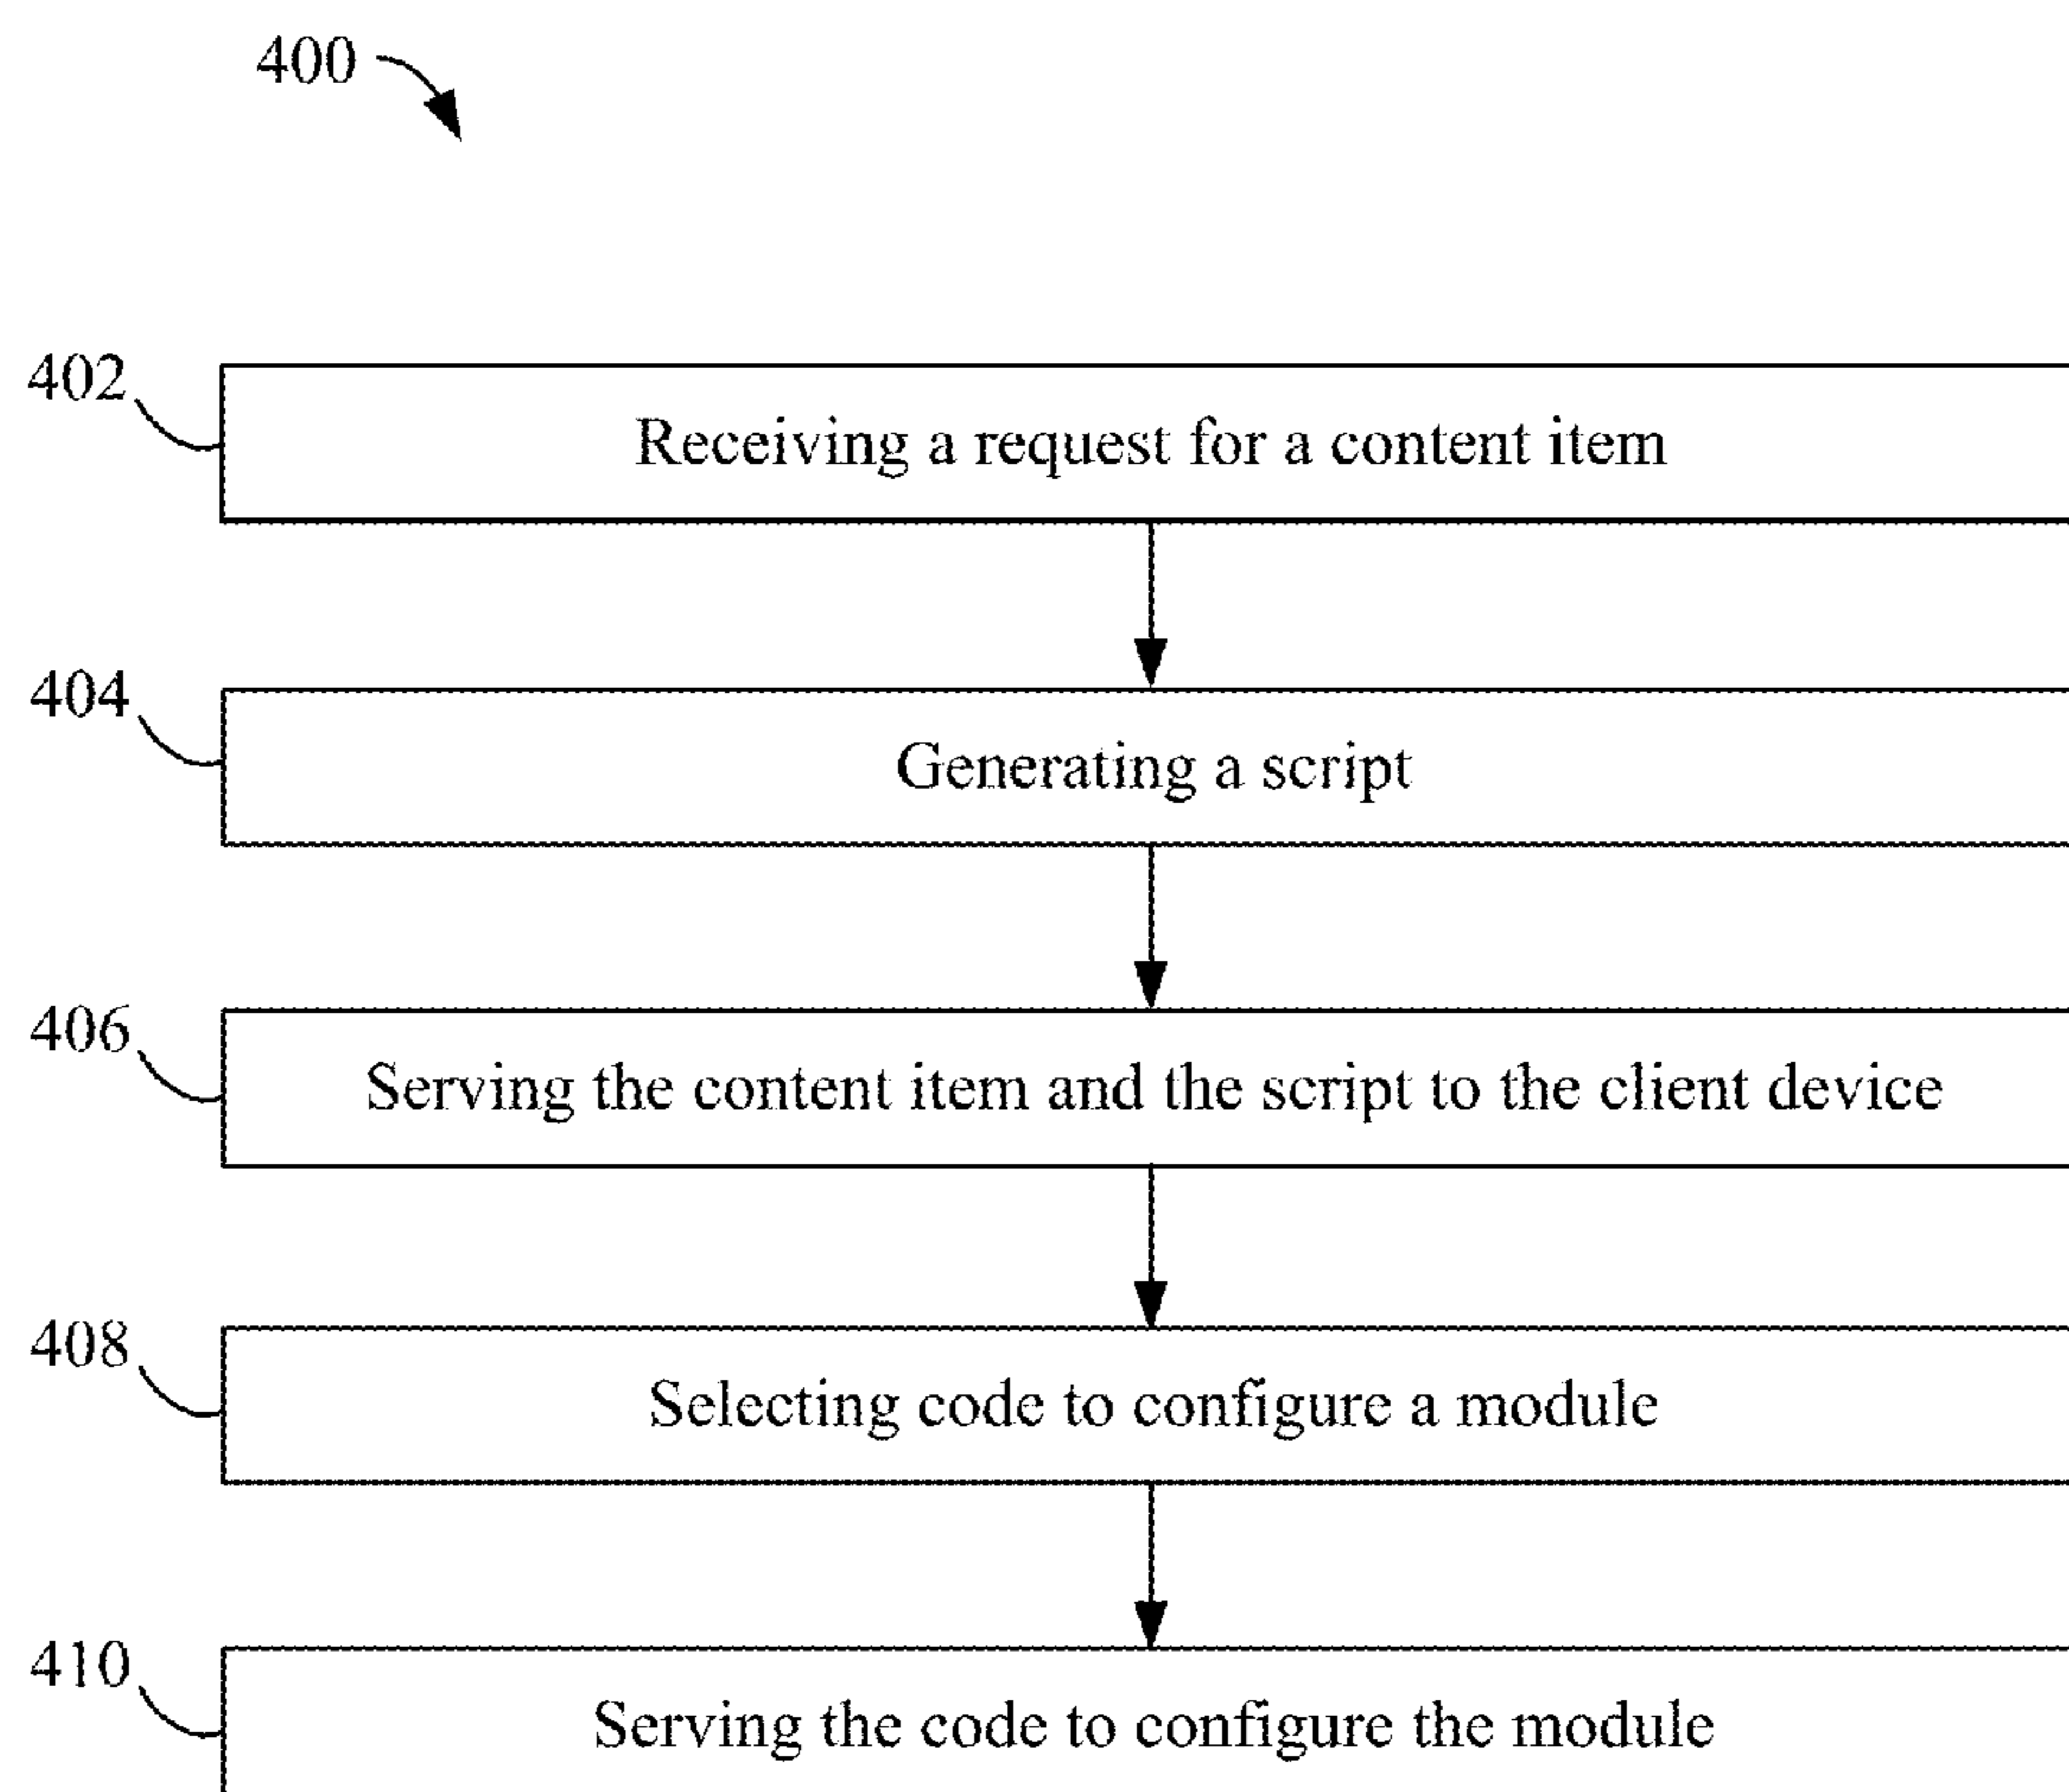 400
402
Receiving a request for a content item
404
Generating a script
406
Serving the content item and the script to the client device
408
Selecting code to configure a module
410
Serving the code to configure the module